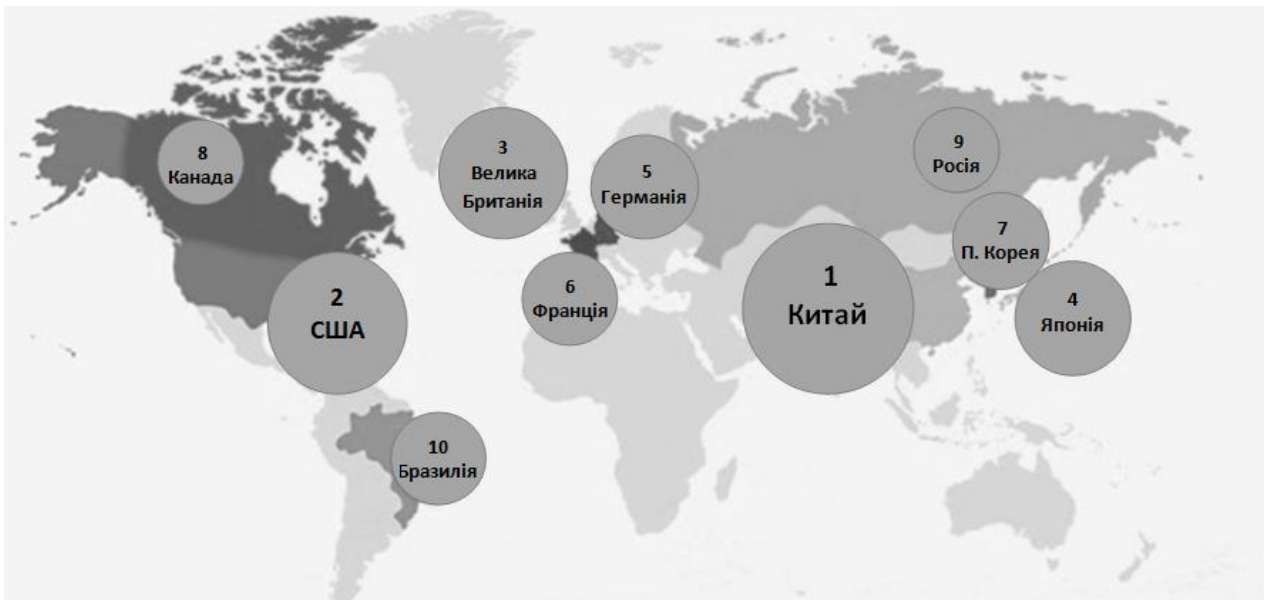 8
Канада
3
Велика
Британія
5
Германія
9
Росія
7
П. Корея
6
Франція
1
Китай
4
Японія
2
США
10
Бразилія